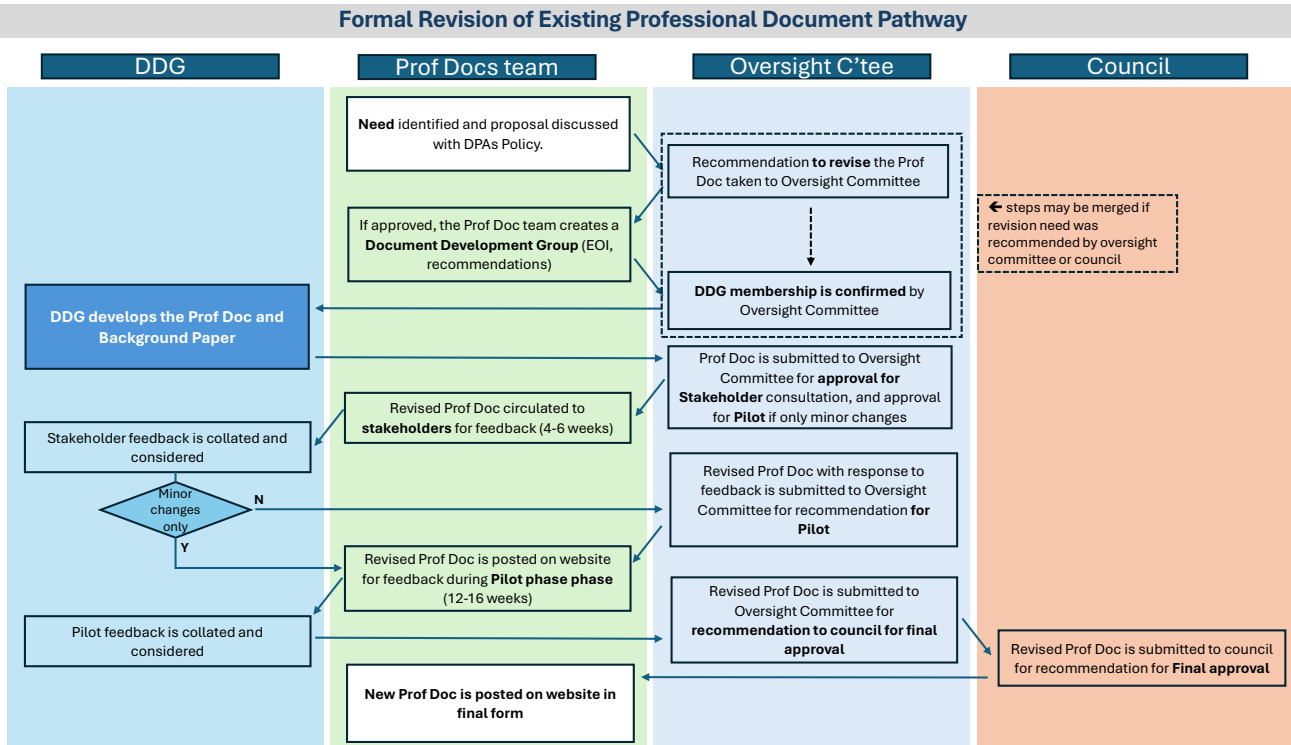 Formal Revision of Existing Professional Document Pathway
DDG
Prof Docs team
Oversight C'tee
Council
Need identified and proposal discussed
with DPAs Policy.
Recommendation to revise the Prof
Doc taken to Oversight Committee
← steps may be merged if
revision need was
recommended by oversight
committee or council
If approved, the Prof Doc team creates a
Document Development Group (EOI,
recommendations)
DDG membership is confirmed by
Oversight Committee
DDG develops the Prof Doc and
Background Paper
Prof Doc is submitted to Oversight
Committee for approval for
Stakeholder consultation, and approval
for Pilot if only minor changes
Revised Prof Doc circulated to
stakeholders for feedback (4-6 weeks)
Stakeholder feedback is collated and
considered
Minor
changes
only
N
Y
Revised Prof Doc with response to
feedback is submitted to Oversight
Committee for recommendation for
Pilot
Revised Prof Doc is posted on website
for feedback during Pilot phase phase
(12-16 weeks)
Pilot feedback is collated and
considered
Revised Prof Doc is submitted to
Oversight Committee for
recommendation to council for final
approval
Revised Prof Doc is submitted to council
for recommendation for Final approval
New Prof Doc is posted on website in
final form